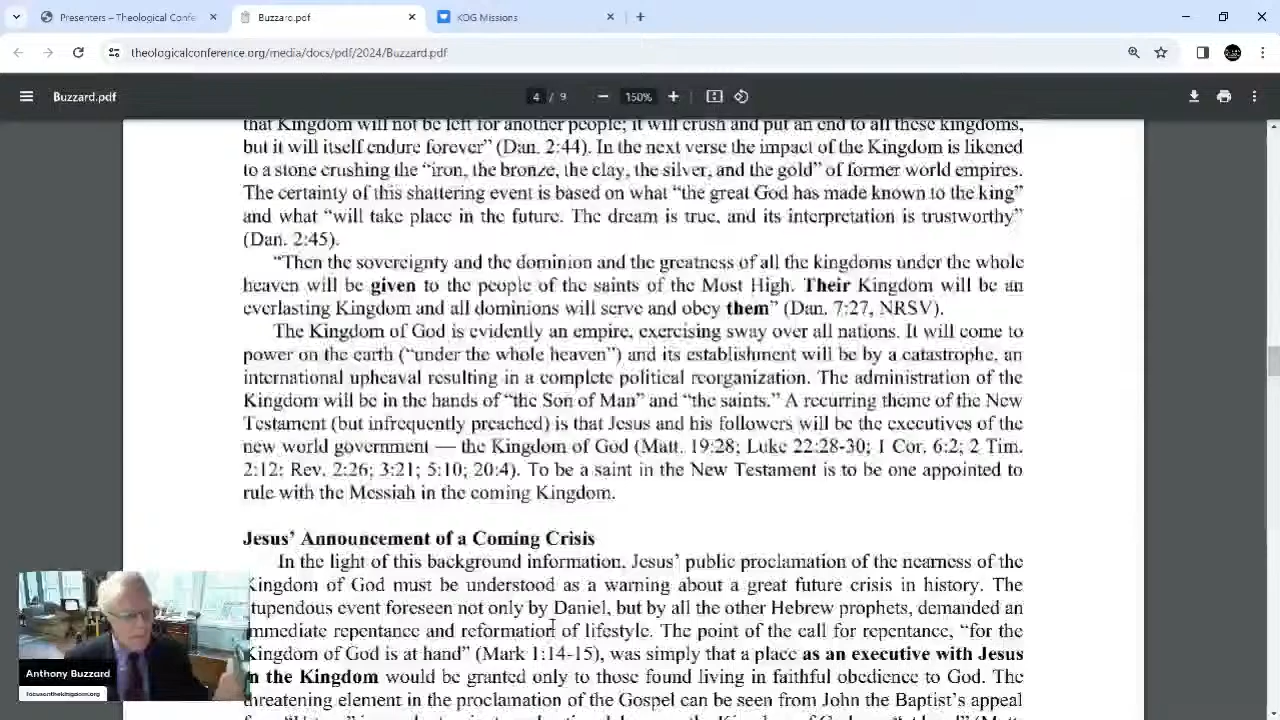 Presenters – Theological Confe
Buzzard.pdf
KOG Missions
theologicalconference.org/media/docs/pdf/2024/Buzzard.pdf
Buzzard.pdf
4 / 9
150%
that Kingdom will not be left for another people; it will crush and put an end to all these kingdoms,
but it will itself endure forever” (Dan. 2:44). In the next verse the impact of the Kingdom is likened
to a stone crushing the “iron, the bronze, the clay, the silver, and the gold” of former world empires.
The certainty of this shattering event is based on what “the great God has made known to the king”
and what “will take place in the future. The dream is true, and its interpretation is trustworthy”
(Dan. 2:45).
“Then the sovereignty and the dominion and the greatness of all the kingdoms under the whole
heaven will be given to the people of the saints of the Most High. Their Kingdom will be an
everlasting Kingdom and all dominions will serve and obey them” (Dan. 7:27, NRSV).
The Kingdom of God is evidently an empire, exercising sway over all nations. It will come to
power on the earth (“under the whole heaven”) and its establishment will be by a catastrophe, an
international upheaval resulting in a complete political reorganization. The administration of the
Kingdom will be in the hands of “the Son of Man” and “the saints.” A recurring theme of the New
Testament (but infrequently preached) is that Jesus and his followers will be the executives of the
new world government — the Kingdom of God (Matt. 19:28; Luke 22:28-30; 1 Cor. 6:2; 2 Tim.
2:12; Rev. 2:26; 3:21; 5:10; 20:4). To be a saint in the New Testament is to be one appointed to
rule with the Messiah in the coming Kingdom.
Jesus’ Announcement of a Coming Crisis
In the light of this background information, Jesus’ public proclamation of the nearness of the
Kingdom of God must be understood as a warning about a great future crisis in history. The
tupendous event foreseen not only by Daniel, but by all the other Hebrew prophets, demanded an
mmediate repentance and reformation of lifestyle. The point of the call for repentance, “for the
Kingdom of God is at hand” (Mark 1:14-15), was simply that a place as an executive with Jesus
n the Kingdom would be granted only to those found living in faithful obedience to God. The
hreatening element in the proclamation of the Gospel can be seen from John the Baptist’s appeal
Anthony Buzzard
focusonthekingdom.org